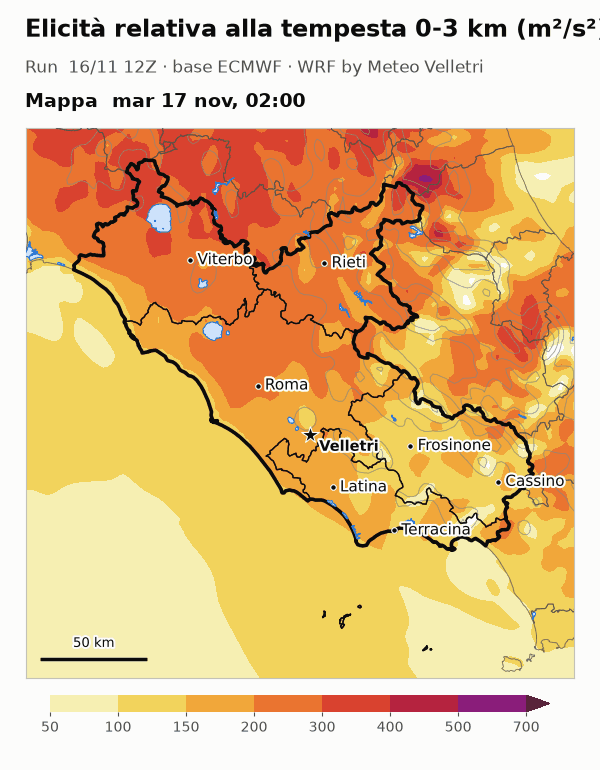 Elicità relativa alla tempesta 0-3 km (m²/s²)
Run 16/11 12Z · base ECMWF · WRF by Meteo Velletri
Mappa mar 17 nov, 02:00
Viterbo
Rieti
Roma
Velletri
Frosinone
Cassino
Latina
Terracina
50 km
50 100 150 200 300 400 500 700